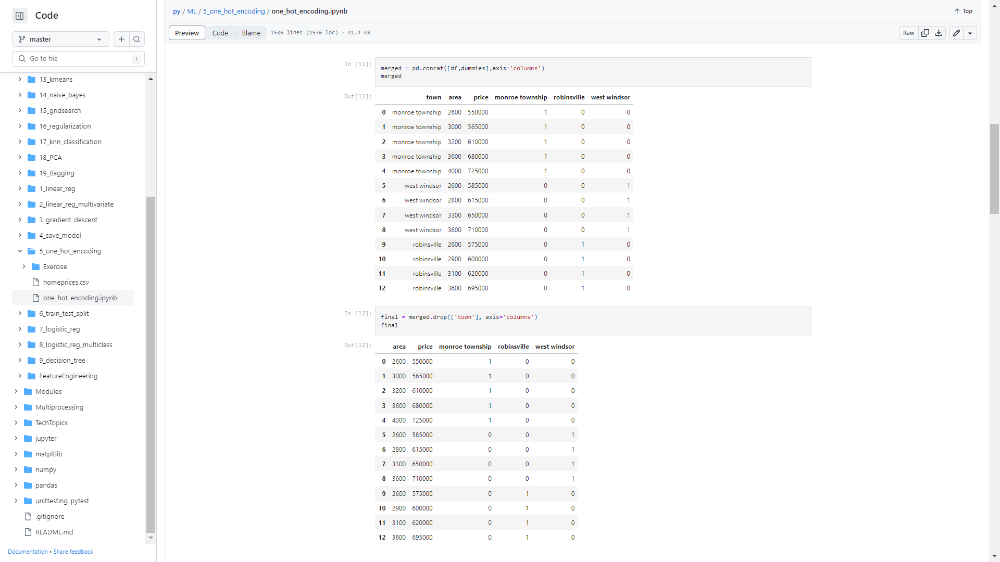 Code
master
Go to file
t
13_kmeans
14_naive_bayes
15_gridsearch
16_regularization
17_knn_classification
18_PCA
19_Bagging
1_linear_reg
2_linear_reg_multivariate
3_gradient_descent
4_save_model
5_one_hot_encoding
Exercise
homeprices.csv
one_hot_encoding.ipynb
6_train_test_split
7_logistic_reg
8_logistic_reg_multiclass
9_decision_tree
FeatureEngineering
Modules
Multiprocessing
TechTopics
jupyter
matpltlib
numpy
pandas
unittesting_pytest
.gitignore
README.md
Documentation • Share feedback
py / ML / 5_one_hot_encoding / one_hot_encoding.ipynb
Top
Preview Code Blame 1536 lines (1536 loc) · 41.4 KB
Raw
In [11]: merged = pd.concat([df,dummies],axis='columns')
merged
Out[11]: town area price monroe township robinsville west windsor
0 monroe township 2600 550000 1 0 0
1 monroe township 3000 565000 1 0 0
2 monroe township 3200 610000 1 0 0
3 monroe township 3600 680000 1 0 0
4 monroe township 4000 725000 1 0 0
5 west windsor 2600 585000 0 0 1
6 west windsor 2800 615000 0 0 1
7 west windsor 3300 650000 0 0 1
8 west windsor 3600 710000 0 0 1
9 robinsville 2600 575000 0 1 0
10 robinsville 2900 600000 0 1 0
11 robinsville 3100 620000 0 1 0
12 robinsville 3600 695000 0 1 0
In [12]: final = merged.drop(['town'], axis='columns')
final
Out[12]: area price monroe township robinsville west windsor
0 2600 550000 1 0 0
1 3000 565000 1 0 0
2 3200 610000 1 0 0
3 3600 680000 1 0 0
4 4000 725000 1 0 0
5 2600 585000 0 0 1
6 2800 615000 0 0 1
7 3300 650000 0 0 1
8 3600 710000 0 0 1
9 2600 575000 0 1 0
10 2900 600000 0 1 0
11 3100 620000 0 1 0
12 3600 695000 0 1 0